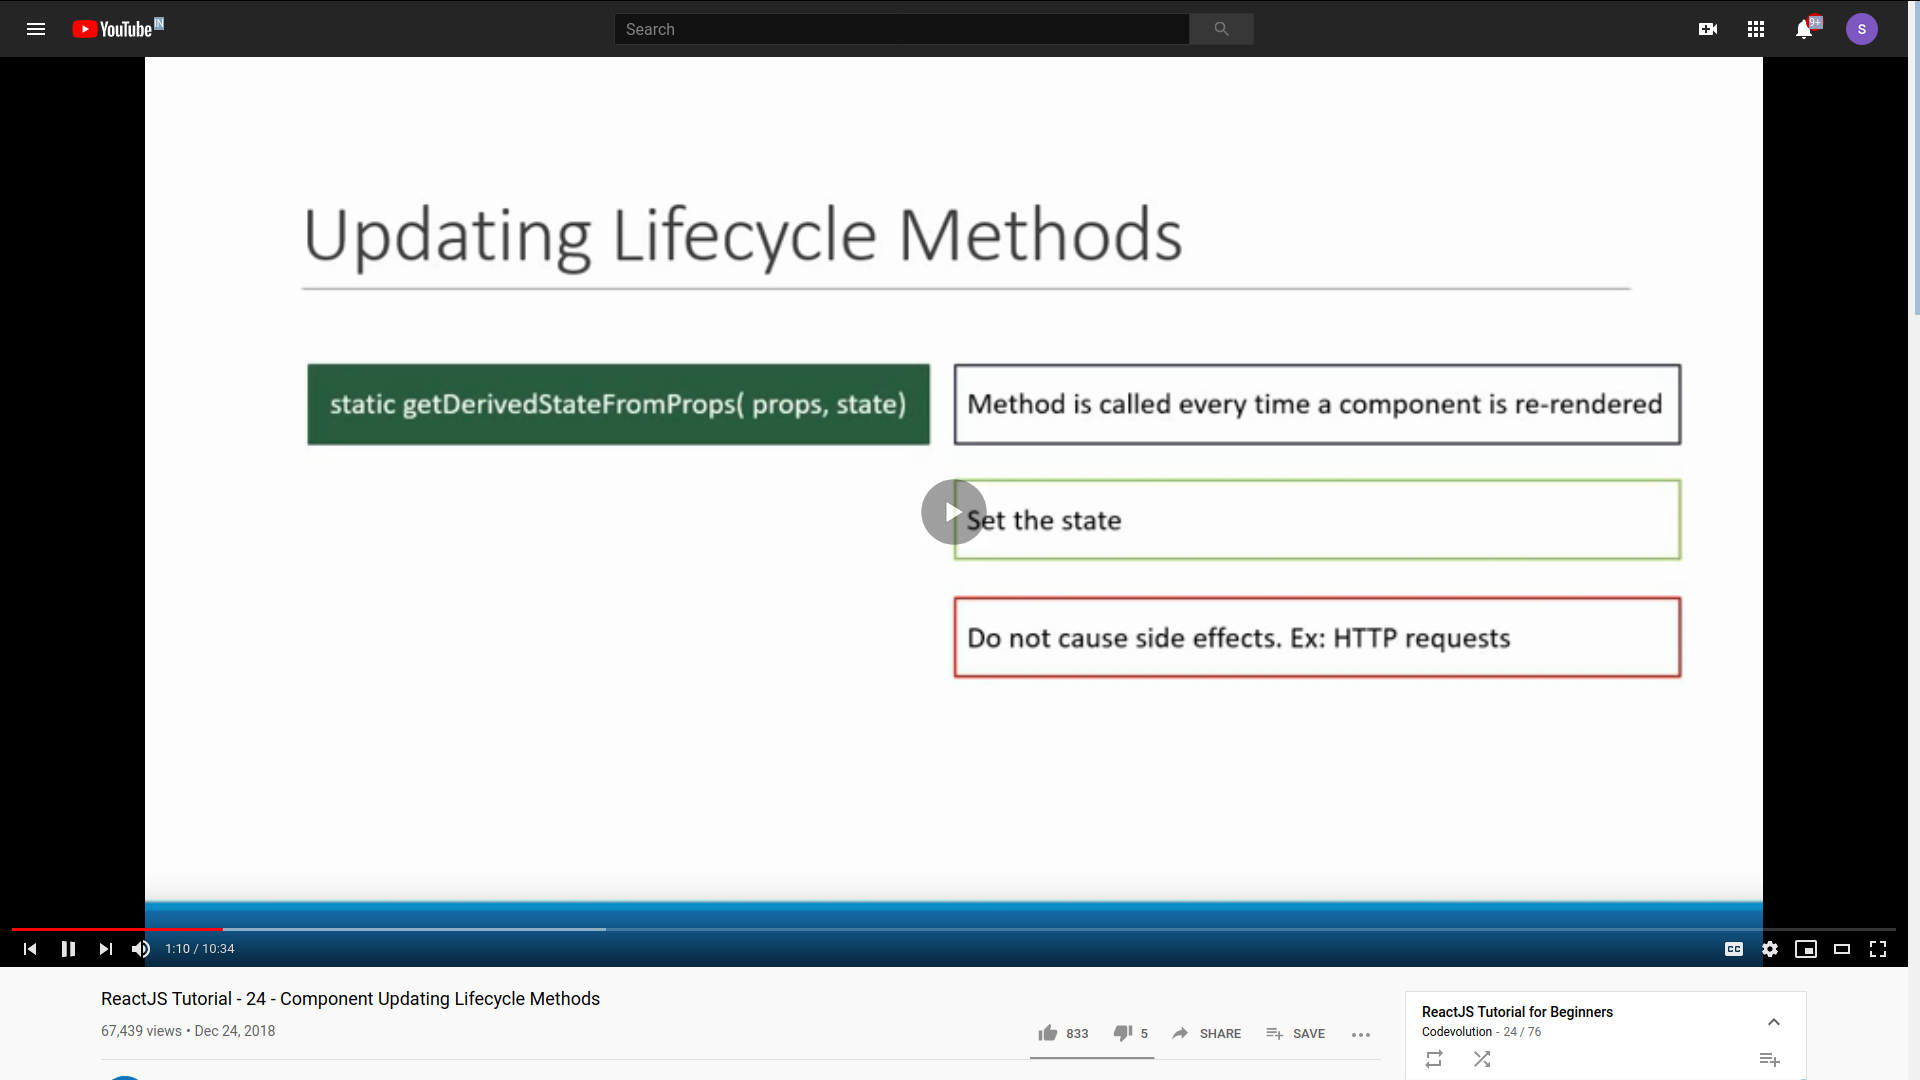 YouTube IN
Search
9+
S
Updating Lifecycle Methods
static getDerivedStateFromProps( props, state)
Method is called every time a component is re-rendered
Set the state
Do not cause side effects. Ex: HTTP requests
1:10 / 10:34
CC
ReactJS Tutorial - 24 - Component Updating Lifecycle Methods
67,439 views • Dec 24, 2018
833
5
SHARE
SAVE
ReactJS Tutorial for Beginners
Codevolution - 24 / 76